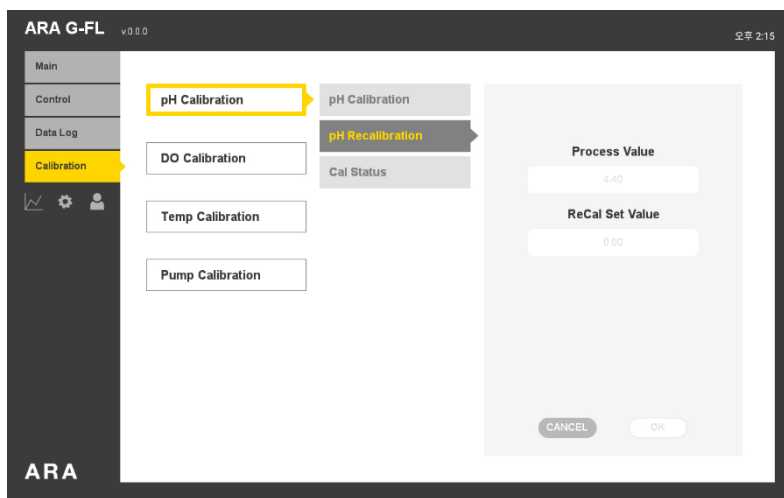 ARA G-FL v.0.0.0
오후 2:15
Main
Control
Data Log
Calibration
pH Calibration
DO Calibration
Temp Calibration
Pump Calibration
pH Calibration
pH Recalibration
Cal Status
Process Value
4.40
ReCal Set Value
0.00
CANCEL
OK
ARA